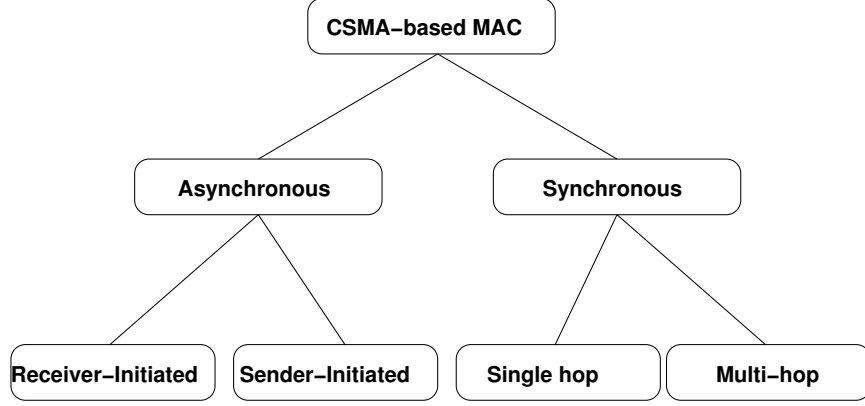 CSMA−based MAC
Asynchronous
Synchronous
Receiver−Initiated
Sender−Initiated
Single hop
Multi−hop